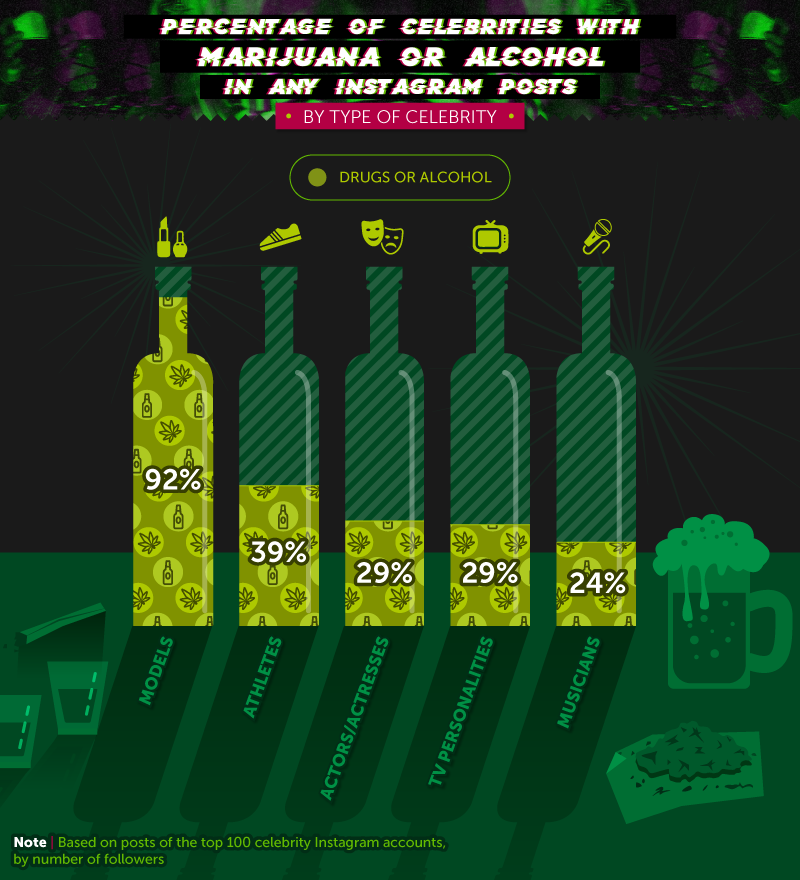 PERCENTAGE OF CELEBRITIES WITH
MARIJUANA OR ALCOHOL
IN ANY INSTAGRAM POSTS
• BY TYPE OF CELEBRITY •
DRUGS OR ALCOHOL
92%
39%
29%
29%
24%
MODELS
ATHLETES
ACTORS/ACTRESSES
TV PERSONALITIES
MUSICIANS
Note | Based on posts of the top 100 celebrity Instagram accounts,
by number of followers